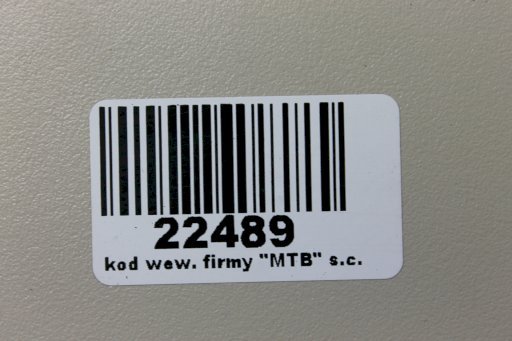 22489
kod wew. firmy "MTB" s.c.